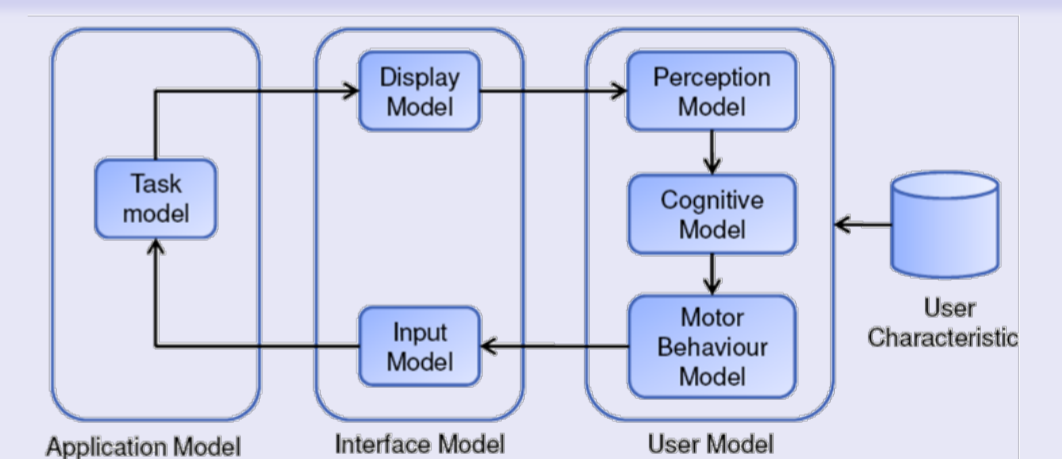 Display
Model
Perception
Model
Task
model
Cognitive
Model
Input
Model
Motor
Behaviour
Model
User
Characteristic
Application Model
Interface Model
User Model